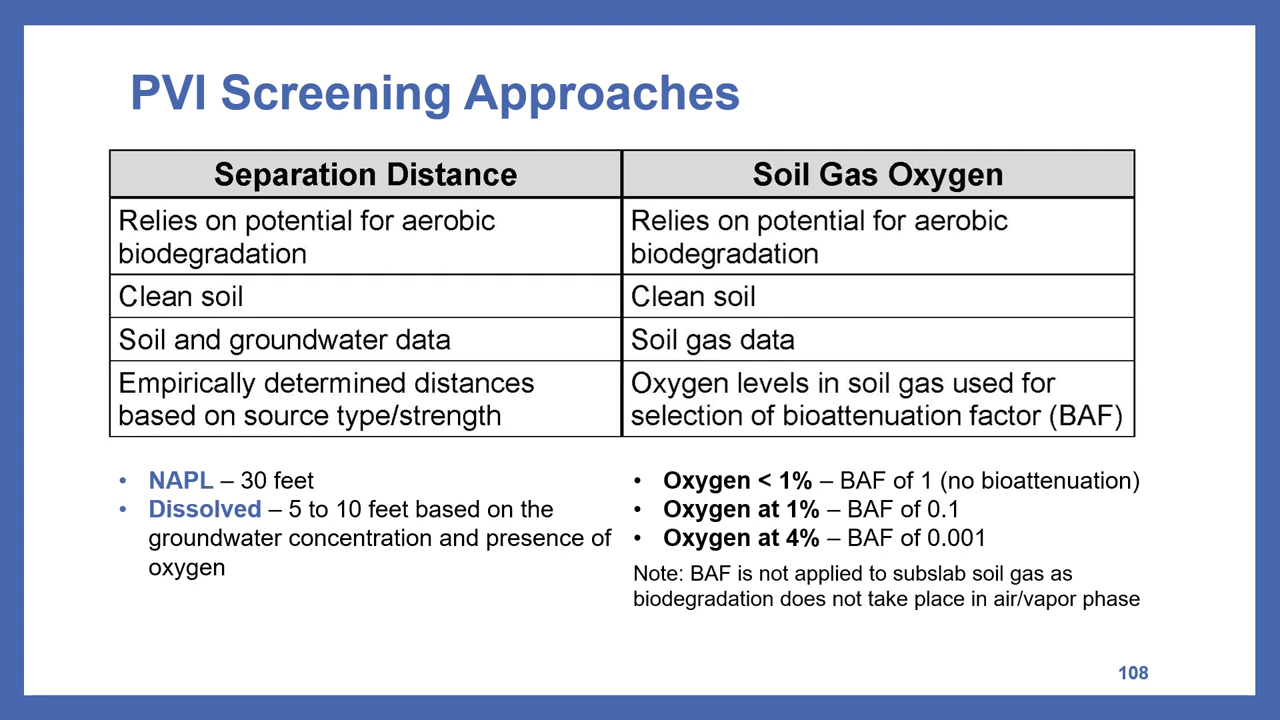 PVI Screening Approaches
Separation Distance
Soil Gas Oxygen
Relies on potential for aerobic
biodegradation
Relies on potential for aerobic
biodegradation
Clean soil
Clean soil
Soil and groundwater data
Soil gas data
Empirically determined distances
based on source type/strength
Oxygen levels in soil gas used for
selection of bioattenuation factor (BAF)
• NAPL – 30 feet
• Dissolved – 5 to 10 feet based on the
groundwater concentration and presence of
oxygen
• Oxygen < 1% – BAF of 1 (no bioattenuation)
• Oxygen at 1% – BAF of 0.1
• Oxygen at 4% – BAF of 0.001
Note: BAF is not applied to subslab soil gas as
biodegradation does not take place in air/vapor phase
108